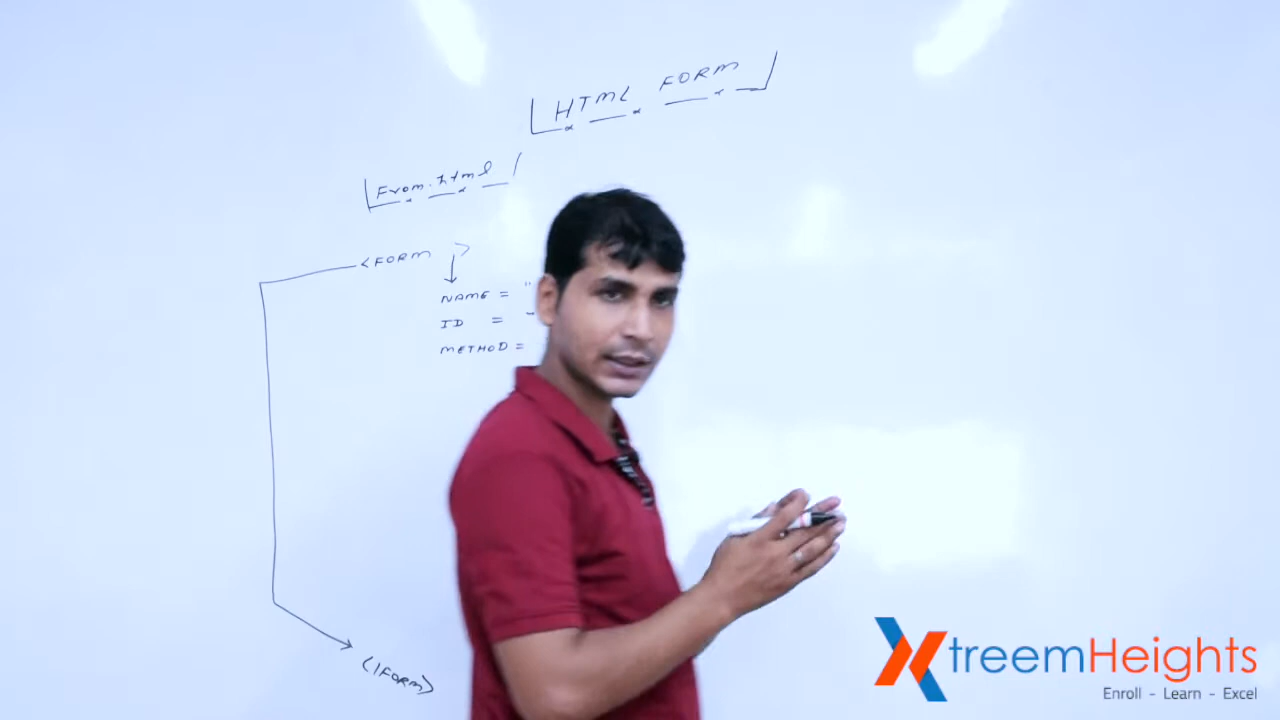 HTML FORM
From.html
<FORM >
NAME = "
ID = "
METHOD =
</FORM>
XtreemHeights
Enroll - Learn - Excel